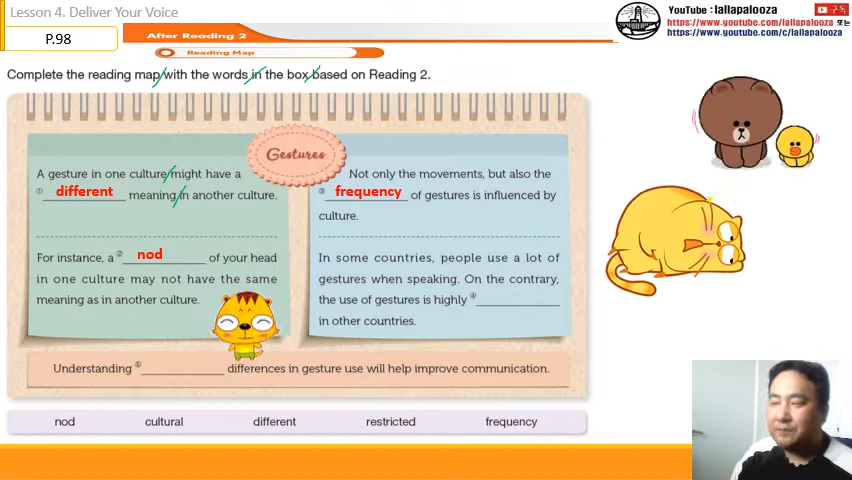 Lesson 4. Deliver Your Voice
P.98
After Reading 2
Reading Map
YouTube : lallapalooza 구독
https://www.youtube.com/lallapalooza 또는
https://www.youtube.com/c/lallapalooza
Complete the reading map with the words in the box based on Reading 2.
Gestures
A gesture in one culture might have a
① different meaning in another culture.
For instance, a ② nod of your head
in one culture may not have the same
meaning as in another culture.
Not only the movements, but also the
③ frequency of gestures is influenced by
culture.
In some countries, people use a lot of
gestures when speaking. On the contrary,
the use of gestures is highly ④ ____________
in other countries.
Understanding ⑤ ____________ differences in gesture use will help improve communication.
nod cultural different restricted frequency